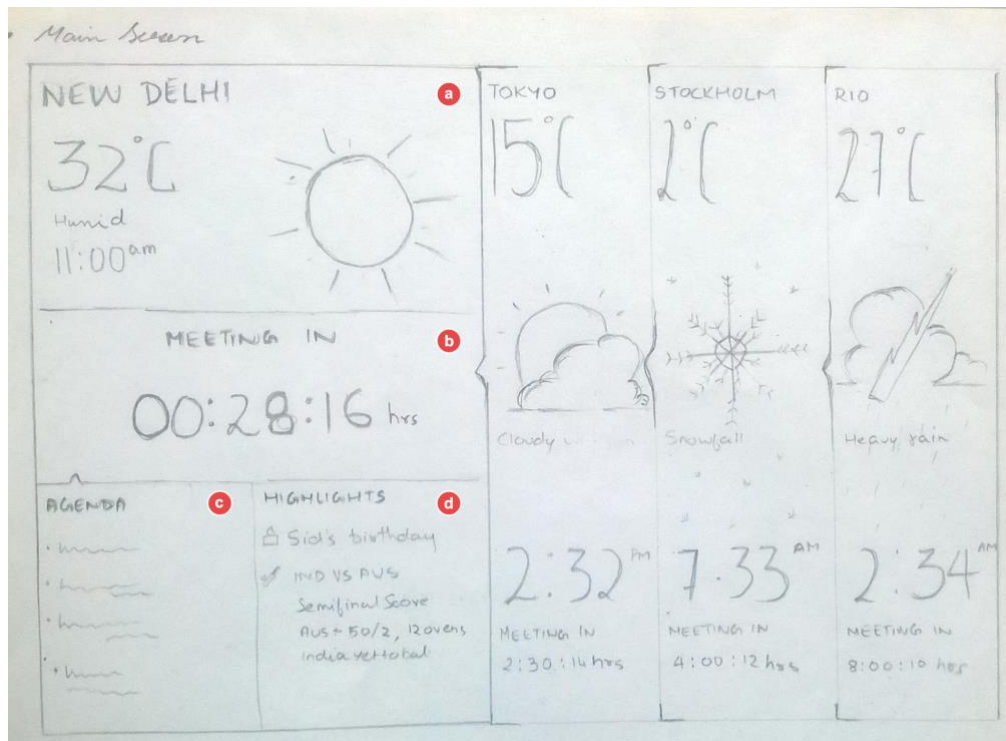 Main Screen
NEW DELHI
a
32°C
Humid
11:00 am
MEETING IN
b
00:28:16 hrs
AGENDA
c
HIGHLIGHTS
d
Sid's birthday
IND VS AUS
Semifinal Score
AUS - 50/2, 12 overs
India yet to bat
TOKYO
15°C
Cloudy
2:32 PM
MEETING IN
2:30:14 hrs
STOCKHOLM
2°C
Snowfall
7.33 AM
MEETING IN
4:00:12 hrs
RIO
27°C
Heavy rain
2:34 AM
MEETING IN
8:00:10 hrs